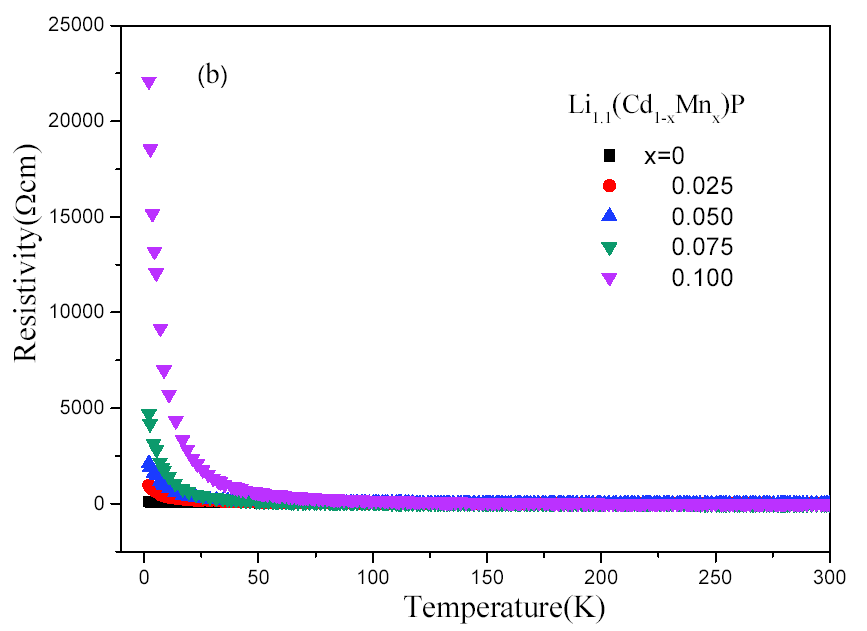 25000
20000
15000
10000
5000
0
Resistivity(Ωcm)
(b)
Li1.1(Cd1-xMnx)P
x=0
0.025
0.050
0.075
0.100
0 50 100 150 200 250 300
Temperature(K)